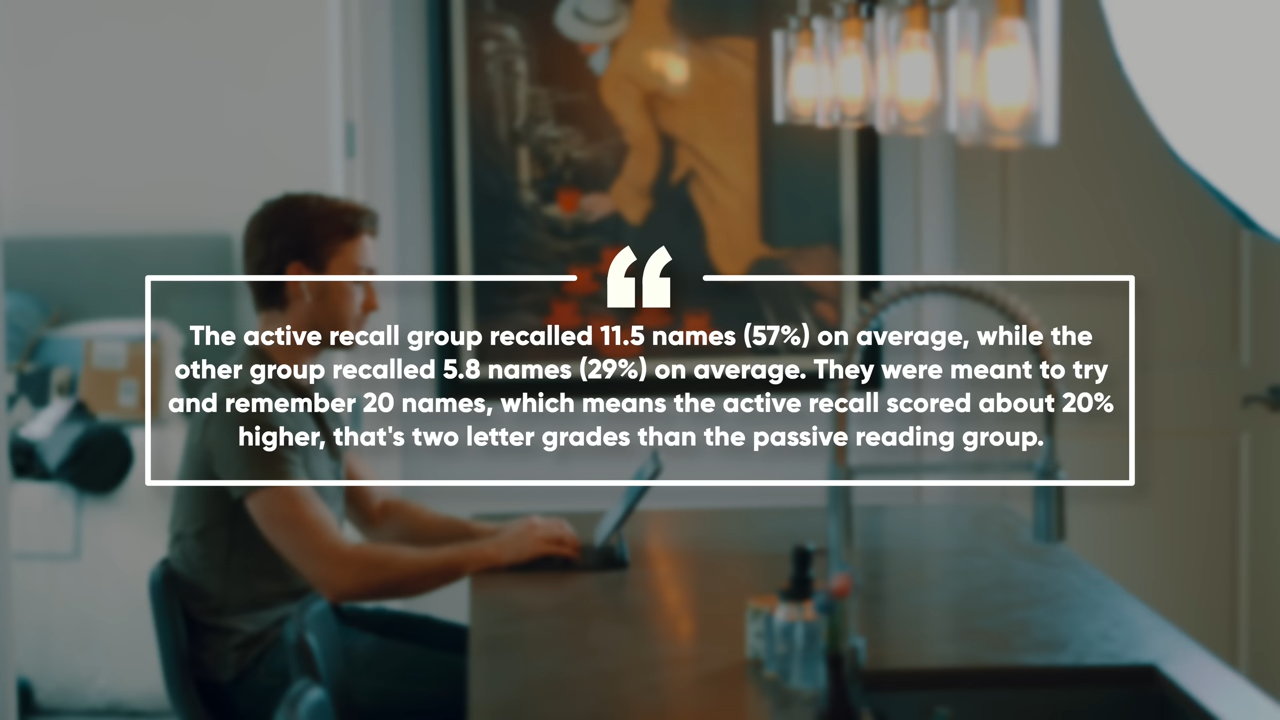 “
The active recall group recalled 11.5 names (57%) on average, while the
other group recalled 5.8 names (29%) on average. They were meant to try
and remember 20 names, which means the active recall scored about 20%
higher, that's two letter grades than the passive reading group.